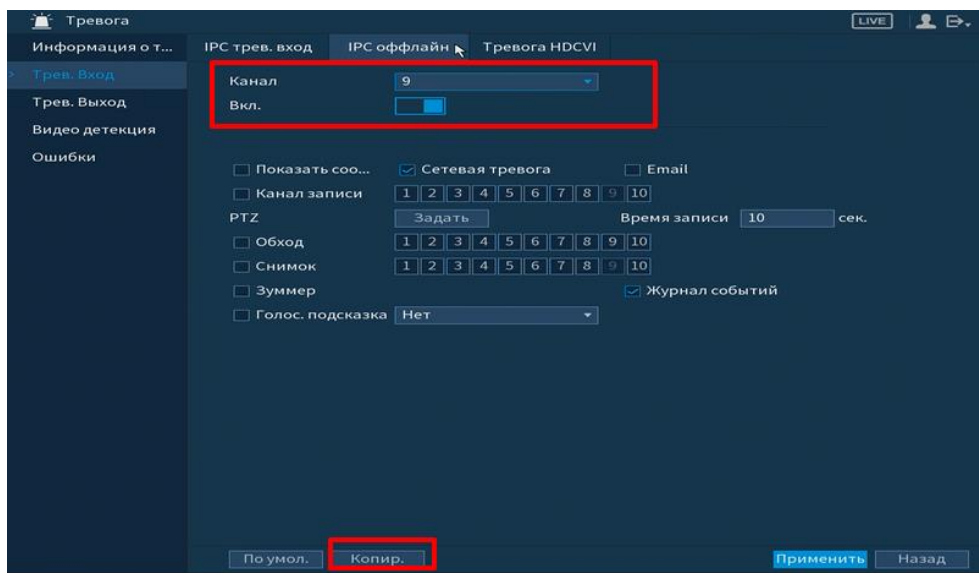 Тревога LIVE
Информация о т... IPC трев. вход IPC оффлайн Тревога HDCVI
Трев. Вход Канал 9
Трев. Выход Вкл.
Видео детекция
Ошибки
Показать соо... Сетевая тревога Email
Канал записи 1 2 3 4 5 6 7 8 9 10
PTZ Задать Время записи 10 сек.
Обход 1 2 3 4 5 6 7 8 9 10
Снимок 1 2 3 4 5 6 7 8 9 10
Зуммер Журнал событий
Голос. подсказка Нет
По умол. Копир. Применить Назад